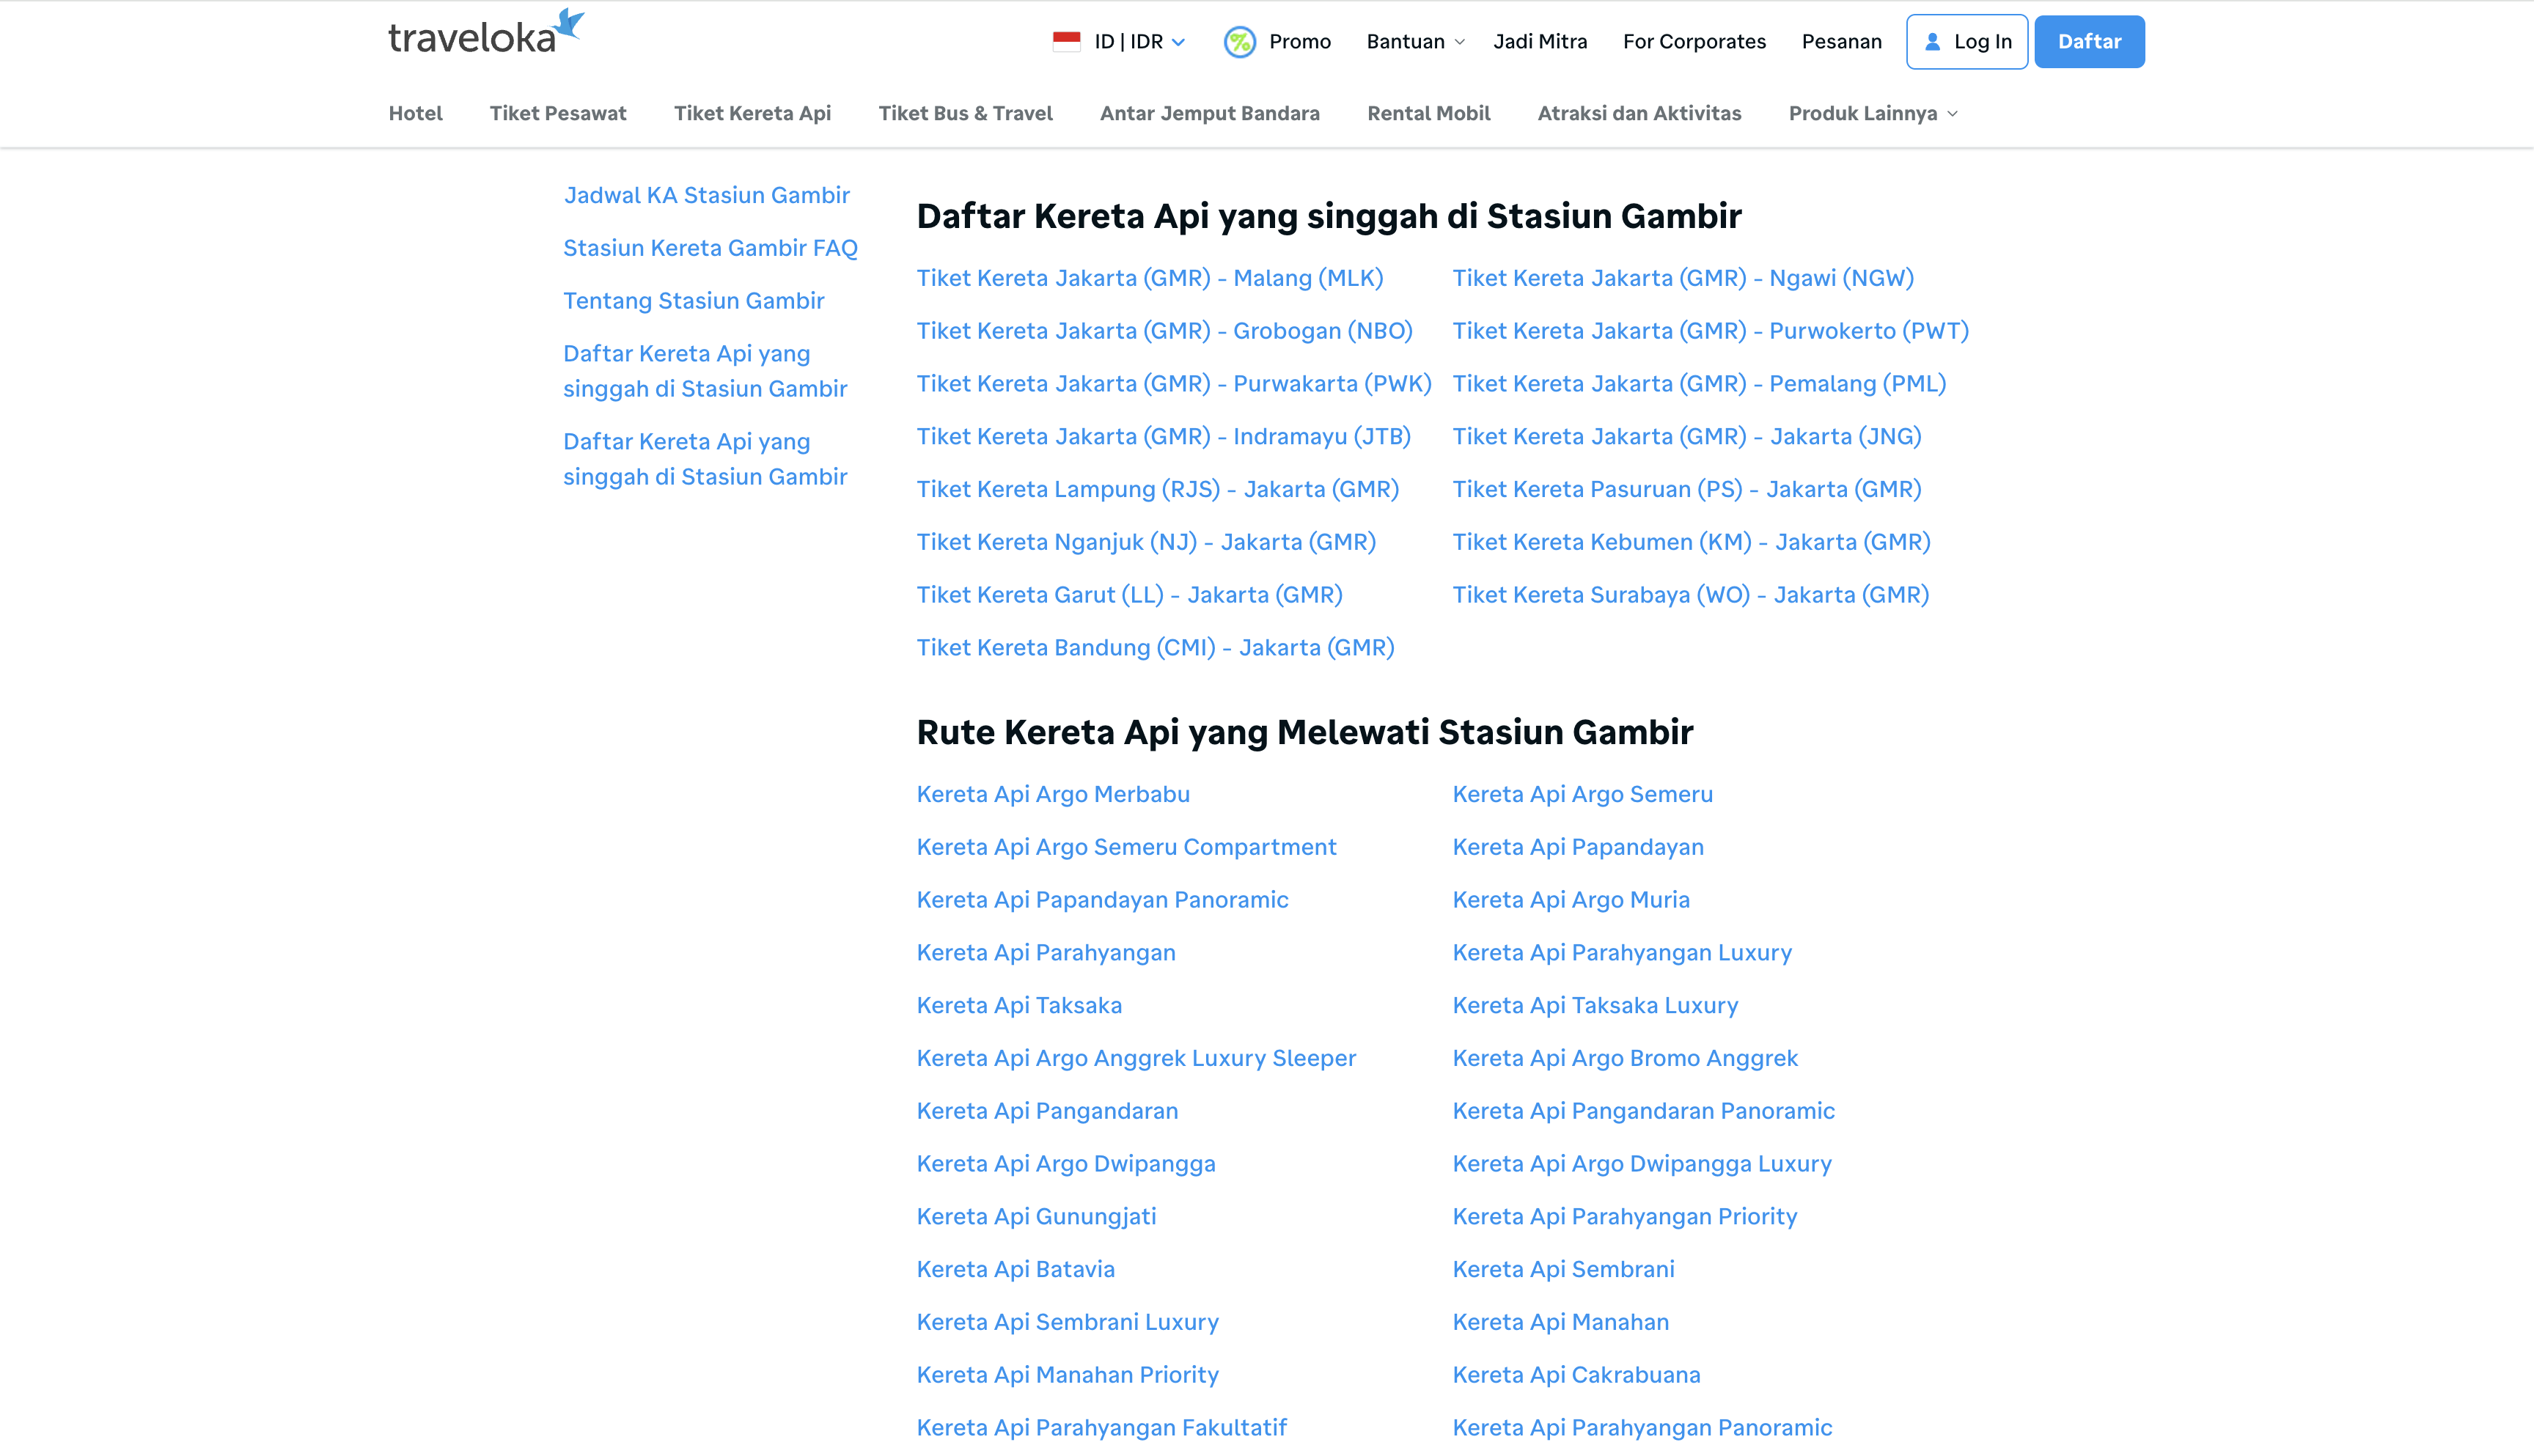 traveloka
ID | IDR
Promo
Bantuan
Jadi Mitra
For Corporates
Pesanan
Log In
Daftar
Hotel
Tiket Pesawat
Tiket Kereta Api
Tiket Bus & Travel
Antar Jemput Bandara
Rental Mobil
Atraksi dan Aktivitas
Produk Lainnya
Jadwal KA Stasiun Gambir
Stasiun Kereta Gambir FAQ
Tentang Stasiun Gambir
Daftar Kereta Api yang
singgah di Stasiun Gambir
Daftar Kereta Api yang
singgah di Stasiun Gambir
Daftar Kereta Api yang singgah di Stasiun Gambir
Tiket Kereta Jakarta (GMR) - Malang (MLK)
Tiket Kereta Jakarta (GMR) - Ngawi (NGW)
Tiket Kereta Jakarta (GMR) - Grobogan (NBO)
Tiket Kereta Jakarta (GMR) - Purwokerto (PWT)
Tiket Kereta Jakarta (GMR) - Purwakarta (PWK)
Tiket Kereta Jakarta (GMR) - Pemalang (PML)
Tiket Kereta Jakarta (GMR) - Indramayu (JTB)
Tiket Kereta Jakarta (GMR) - Jakarta (JNG)
Tiket Kereta Lampung (RJS) - Jakarta (GMR)
Tiket Kereta Pasuruan (PS) - Jakarta (GMR)
Tiket Kereta Nganjuk (NJ) - Jakarta (GMR)
Tiket Kereta Kebumen (KM) - Jakarta (GMR)
Tiket Kereta Garut (LL) - Jakarta (GMR)
Tiket Kereta Surabaya (WO) - Jakarta (GMR)
Tiket Kereta Bandung (CMI) - Jakarta (GMR)
Rute Kereta Api yang Melewati Stasiun Gambir
Kereta Api Argo Merbabu
Kereta Api Argo Semeru
Kereta Api Argo Semeru Compartment
Kereta Api Papandayan
Kereta Api Papandayan Panoramic
Kereta Api Argo Muria
Kereta Api Parahyangan
Kereta Api Parahyangan Luxury
Kereta Api Taksaka
Kereta Api Taksaka Luxury
Kereta Api Argo Anggrek Luxury Sleeper
Kereta Api Argo Bromo Anggrek
Kereta Api Pangandaran
Kereta Api Pangandaran Panoramic
Kereta Api Argo Dwipangga
Kereta Api Argo Dwipangga Luxury
Kereta Api Gunungjati
Kereta Api Parahyangan Priority
Kereta Api Batavia
Kereta Api Sembrani
Kereta Api Sembrani Luxury
Kereta Api Manahan
Kereta Api Manahan Priority
Kereta Api Cakrabuana
Kereta Api Parahyangan Fakultatif
Kereta Api Parahyangan Panoramic